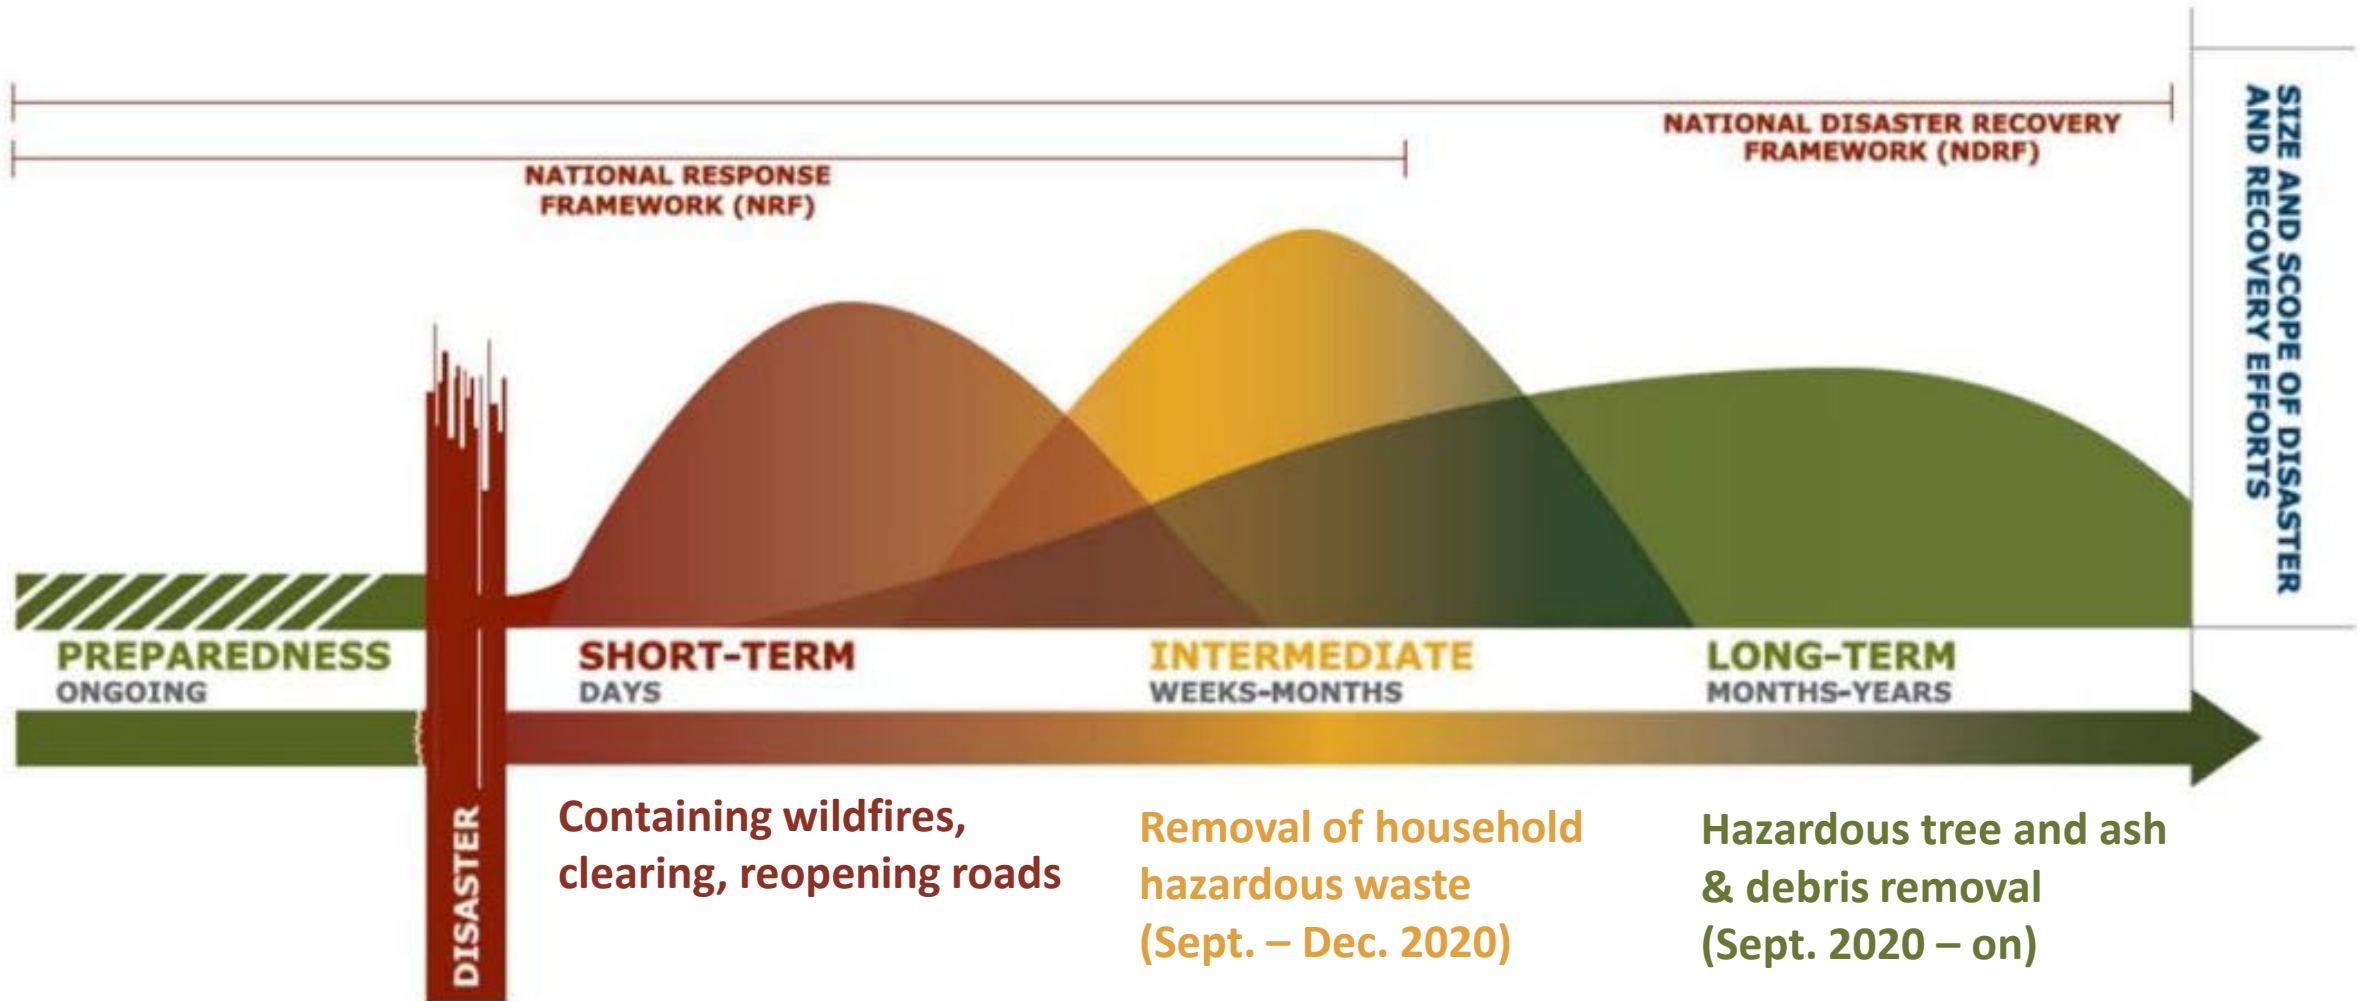 NATIONAL DISASTER RECOVERY
FRAMEWORK (NDRF)
NATIONAL RESPONSE
FRAMEWORK (NRF)
SIZE AND SCOPE OF DISASTER
AND RECOVERY EFFORTS
PREPAREDNESS
ONGOING
SHORT-TERM
DAYS
INTERMEDIATE
WEEKS-MONTHS
LONG-TERM
MONTHS-YEARS
DISASTER
Containing wildfires,
clearing, reopening roads
Removal of household
hazardous waste
(Sept. – Dec. 2020)
Hazardous tree and ash
& debris removal
(Sept. 2020 – on)